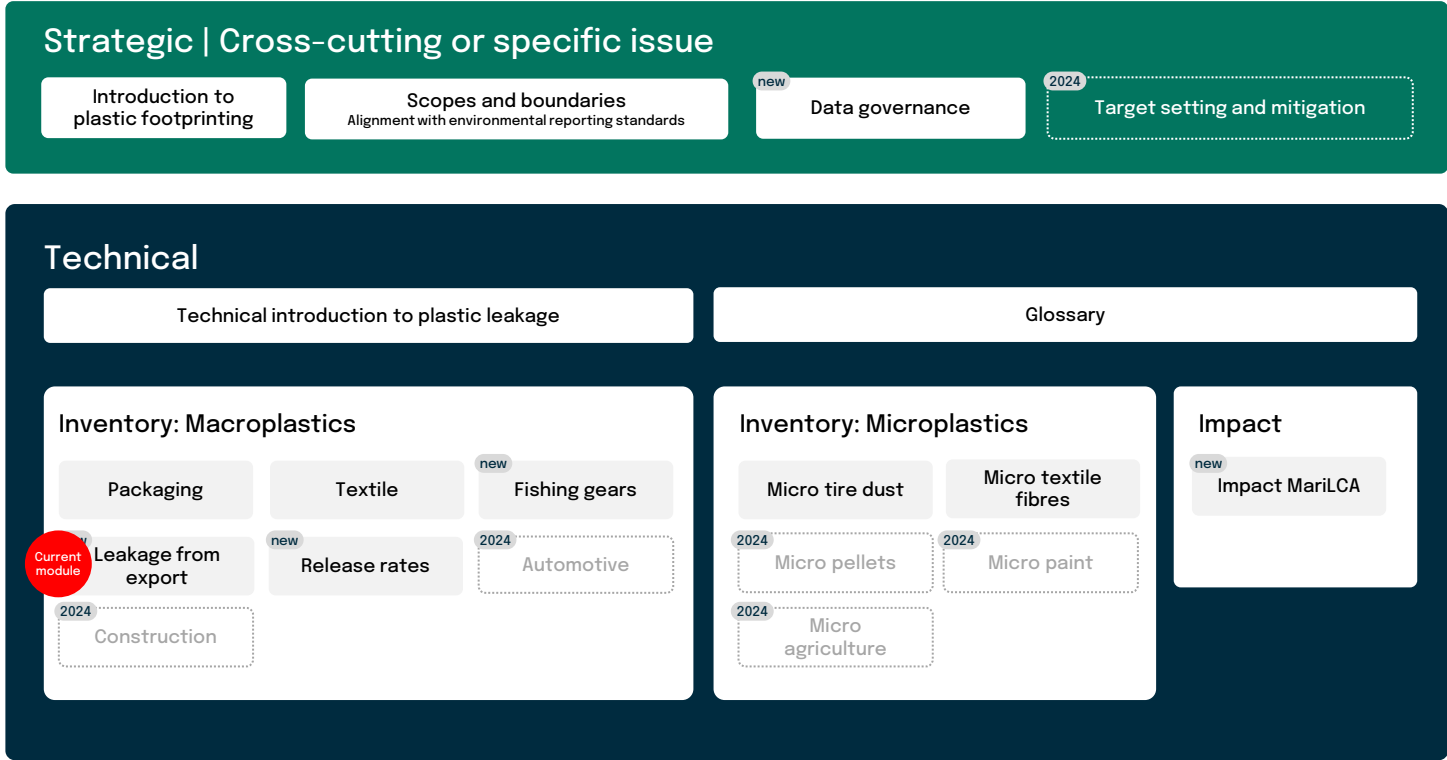 Strategic | Cross-cutting or specific issue
Introduction to
plastic footprinting
Scopes and boundaries
Alignment with environmental reporting standards
new
Data governance
2024
Target setting and mitigation
Technical
Technical introduction to plastic leakage
Glossary
Inventory: Macroplastics
Packaging
Textile
new
Fishing gears
Current
module
Leakage from
export
new
Release rates
2024
Automotive
2024
Construction
Inventory: Microplastics
Micro tire dust
Micro textile
fibres
2024
Micro pellets
2024
Micro paint
2024
Micro
agriculture
Impact
new
Impact MariLCA